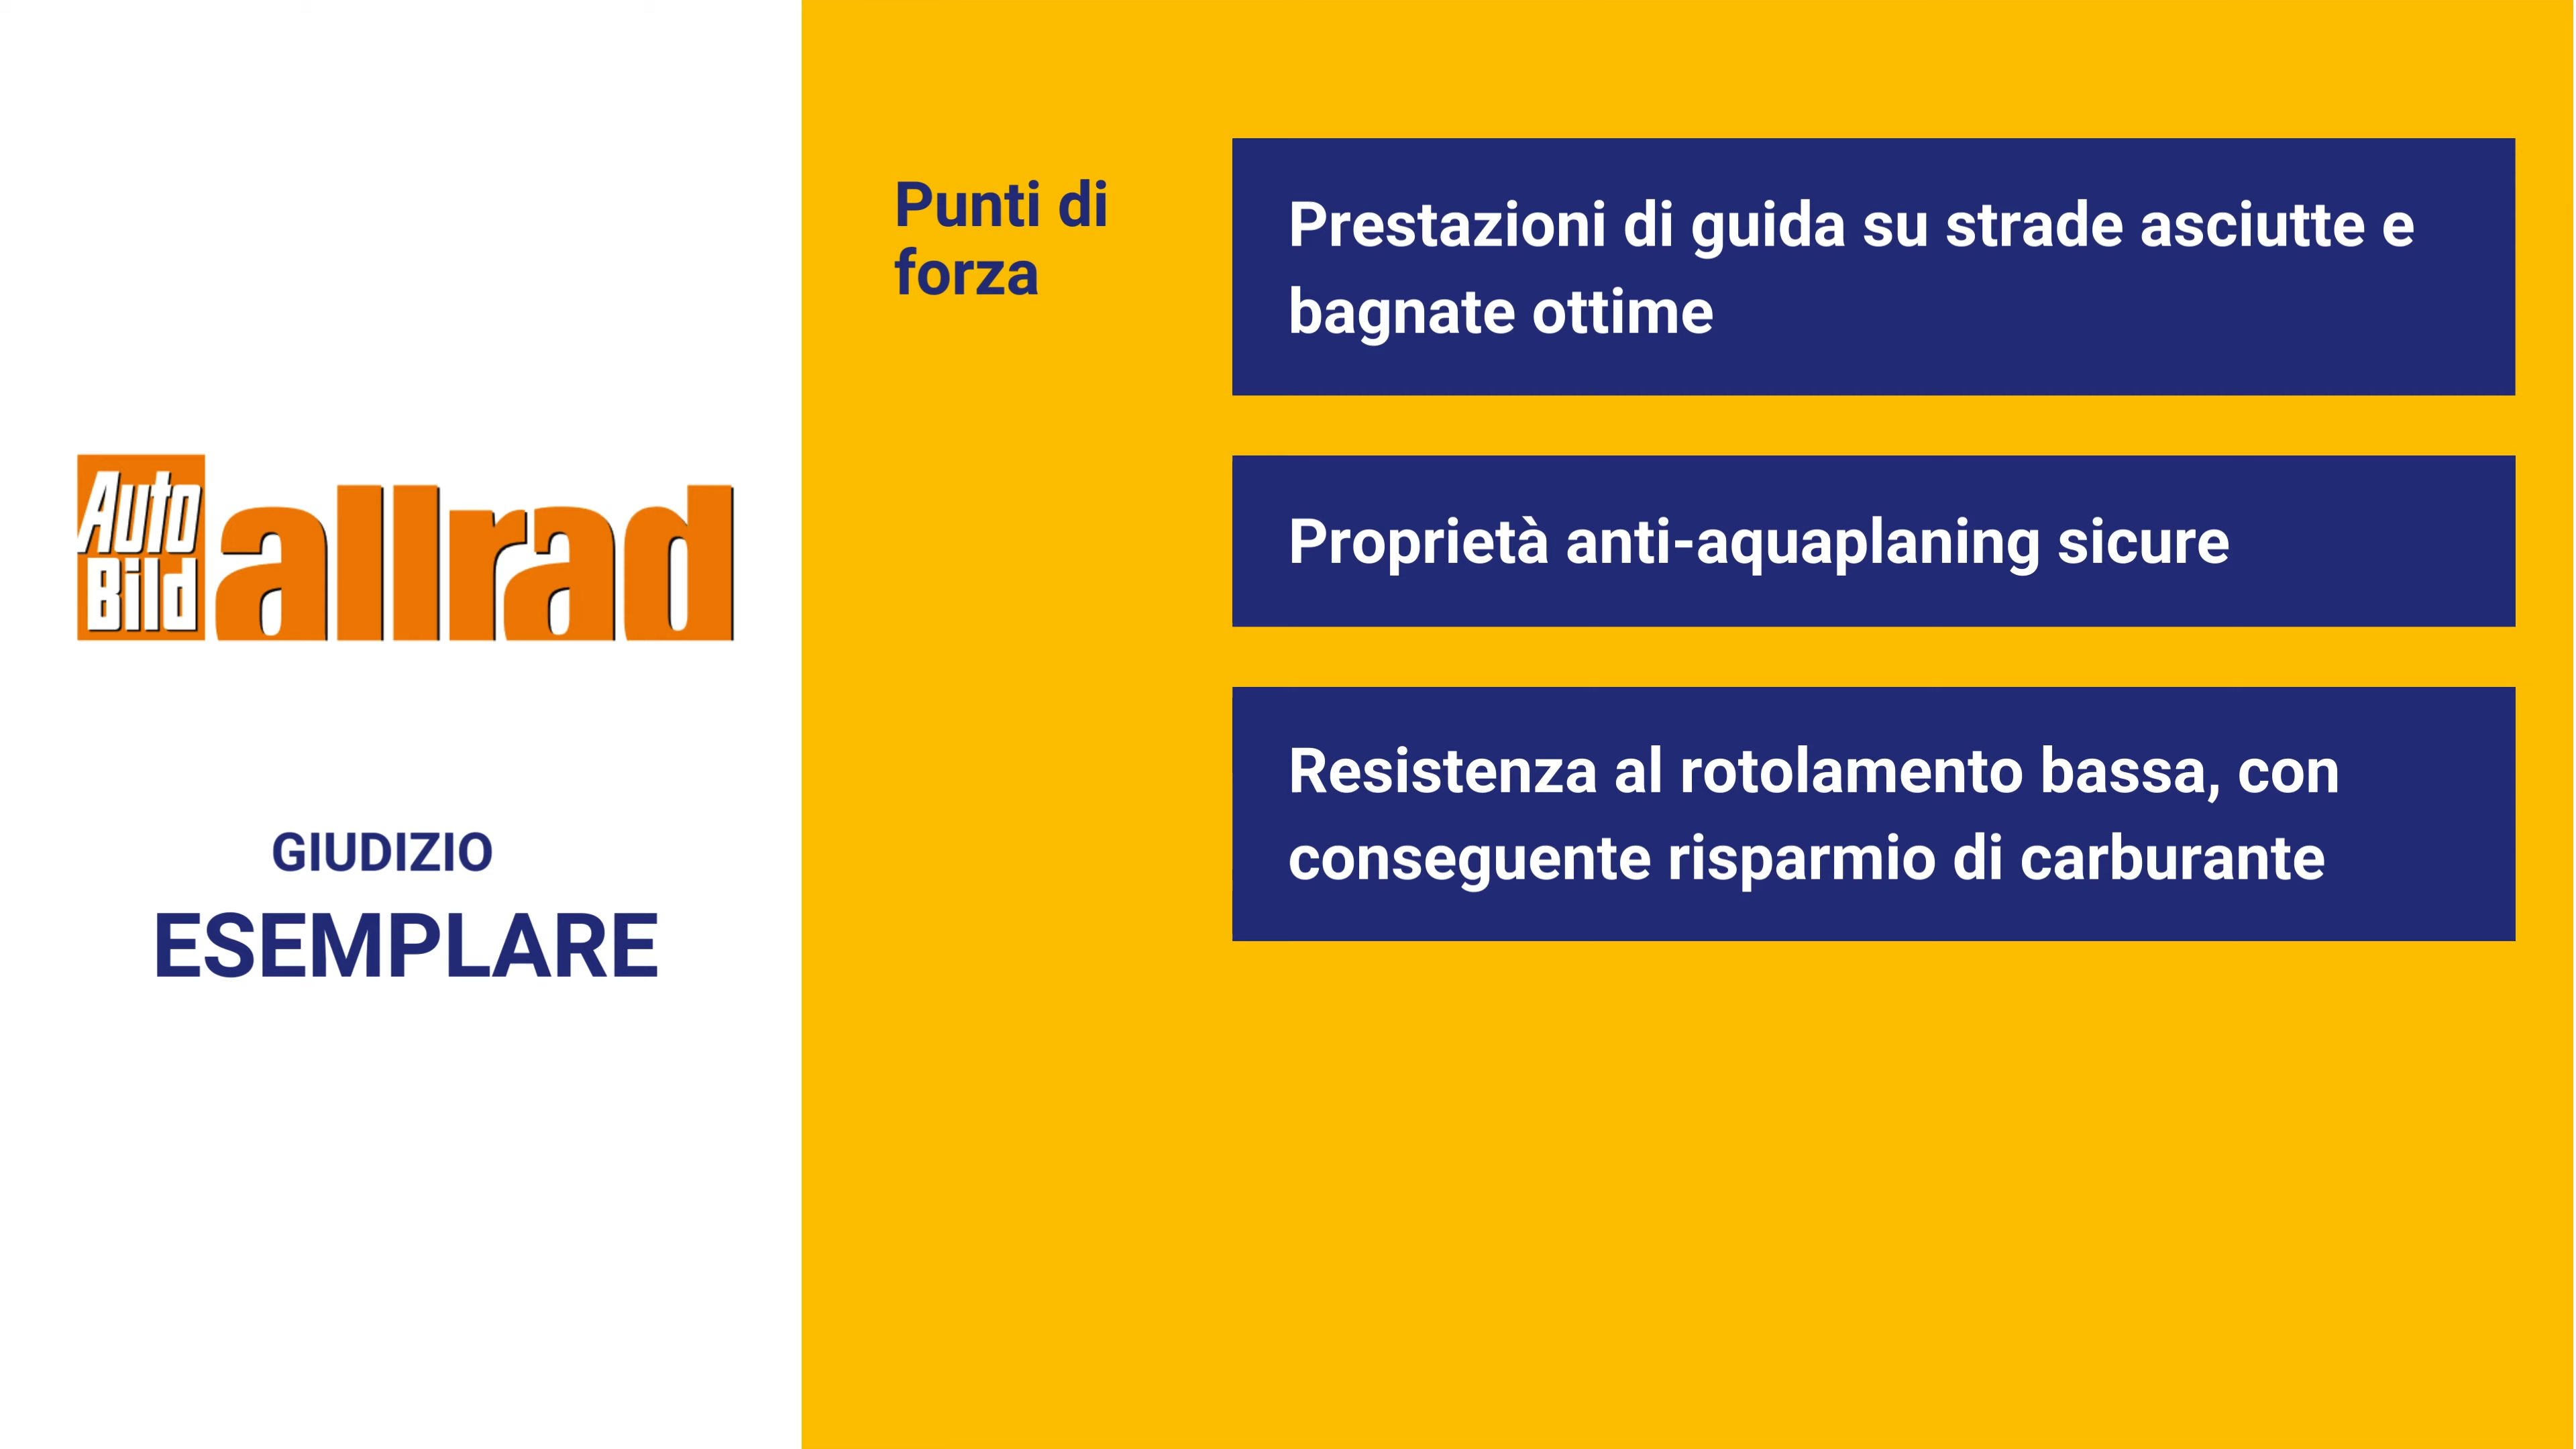 Auto
Bild
allrad
GIUDIZIO
ESEMPLARE
Punti di
forza
Prestazioni di guida su strade asciutte e
bagnate ottime
Proprietà anti-aquaplaning sicure
Resistenza al rotolamento bassa, con
conseguente risparmio di carburante